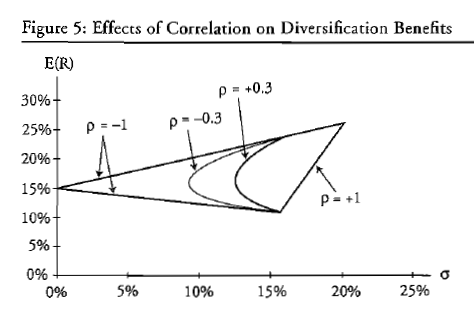 Figure 5: Effects of Correlation on Diversification Benefits
E(R)
ρ = +0.3
30%
25%
ρ = −1
ρ = −0.3
20%
15%
ρ = +1
10%
5%
0%
σ
0% 5% 10% 15% 20% 25%